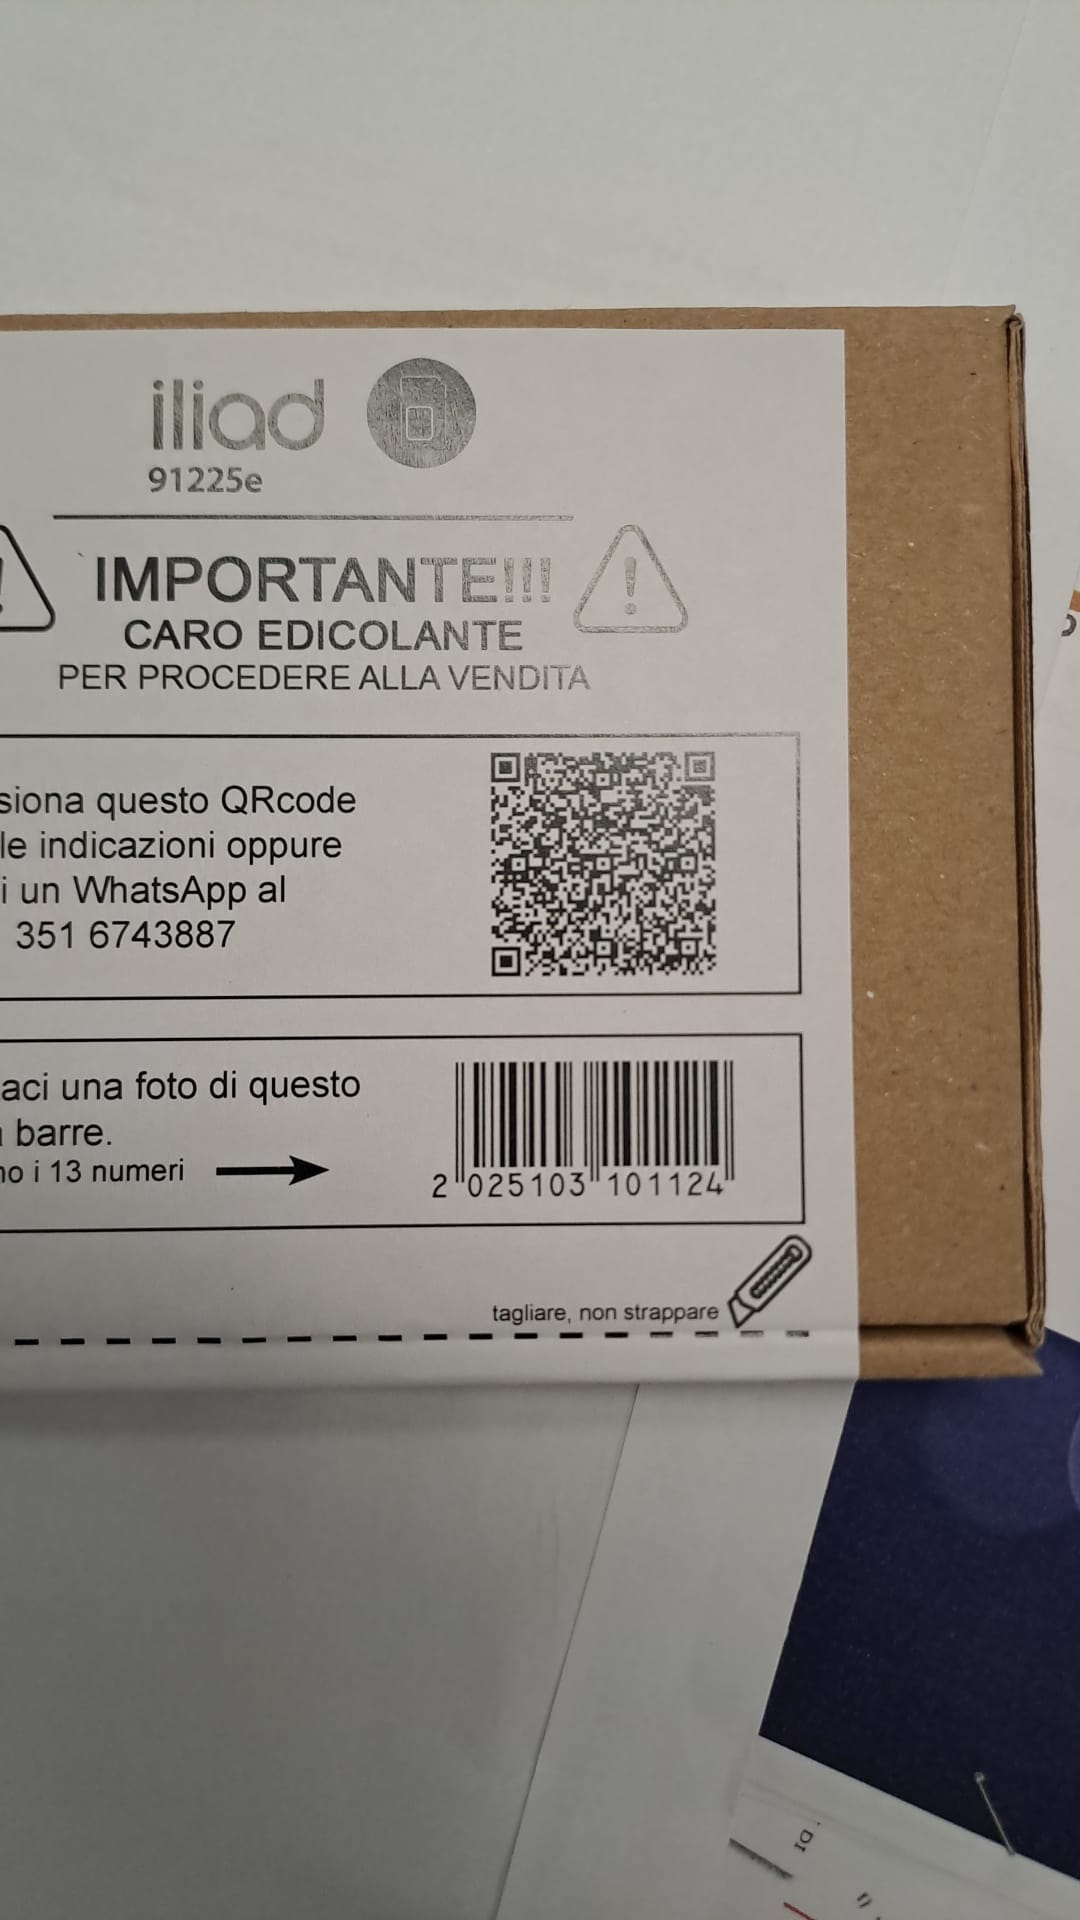 iliad
91225e
IMPORTANTE!!!
CARO EDICOLANTE
PER PROCEDERE ALLA VENDITA
siona questo QRcode
le indicazioni oppure
i un WhatsApp al
351 6743887
aci una foto di questo
barre.
no i 13 numeri
2 025103 101124
tagliare, non strappare
DI